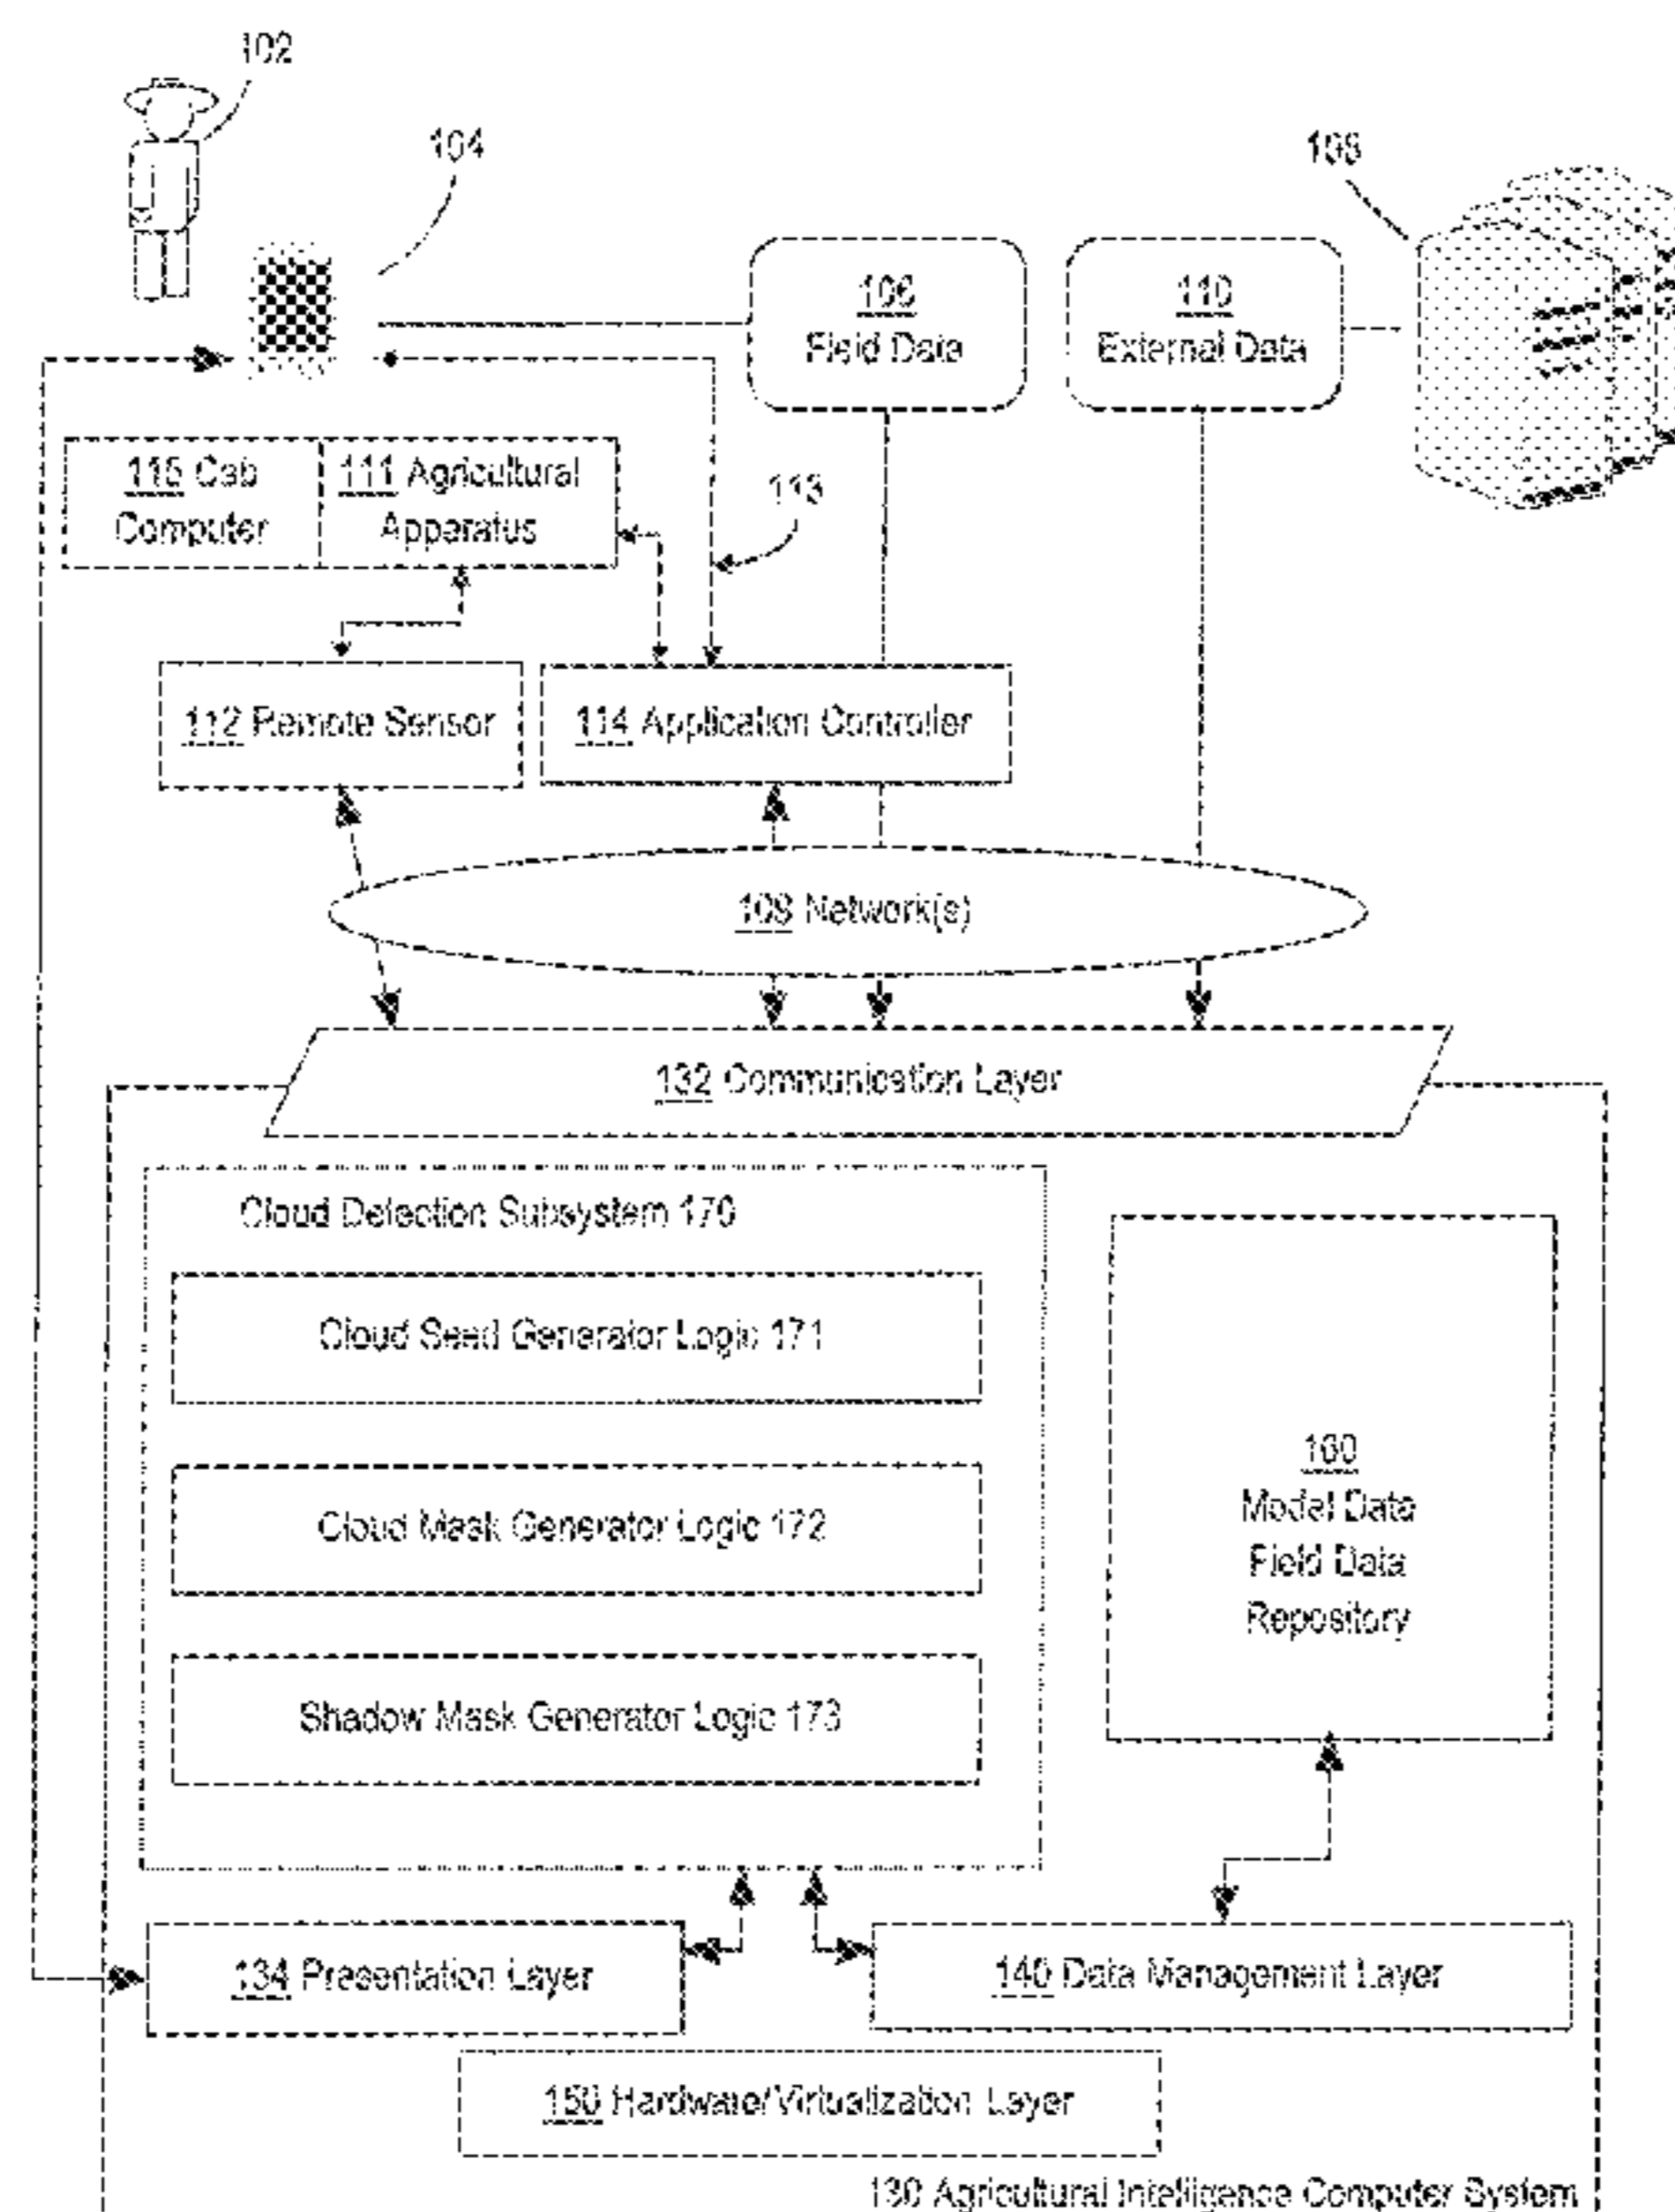 102
104
108
106
Field Data
110
External Data
115 Cab
Computer
111 Agricultural
Apparatus
113
112 Remote Sensor
114 Application Controller
109 Network(s)
132 Communication Layer
Cloud Detection Subsystem 170
Cloud Seed Generator Logic 171
Cloud Mask Generator Logic 172
Shadow Mask Generator Logic 173
160
Model Data
Field Data
Repository
134 Presentation Layer
140 Data Management Layer
150 Hardware/Virtualization Layer
130 Agricultural Intelligence Computer System